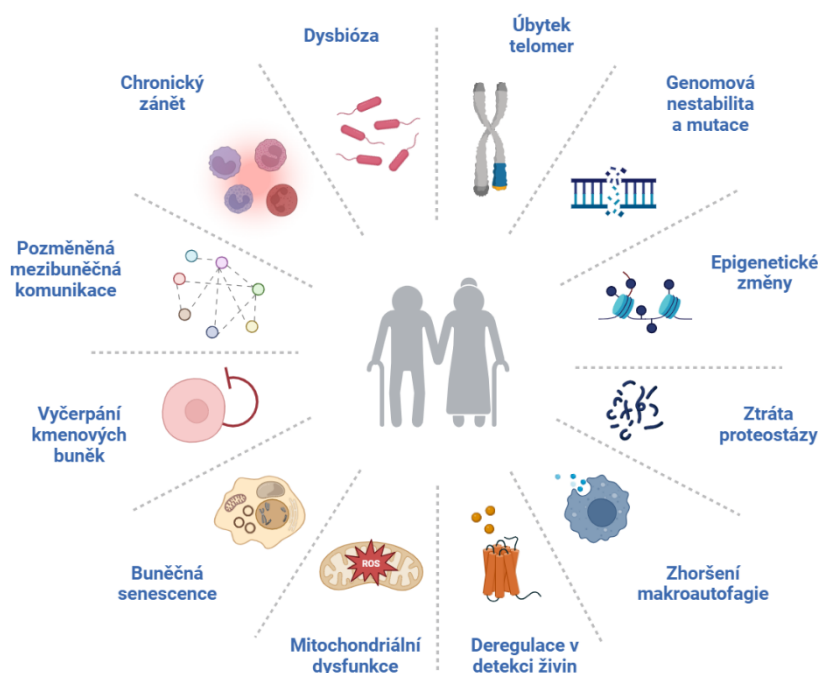 Dysbióza
Úbytek
telomer
Genomová
nestabilita
a mutace
Epigenetické
změny
Ztráta
proteostázy
Zhoršení
makroautofagie
Deregulace v
detekci živin
Mitochondriální
dysfunkce
ROS
Buněčná
senescence
Vyčerpání
kmenových
buněk
Pozměněná
mezibuněčná
komunikace
Chronický
zánět